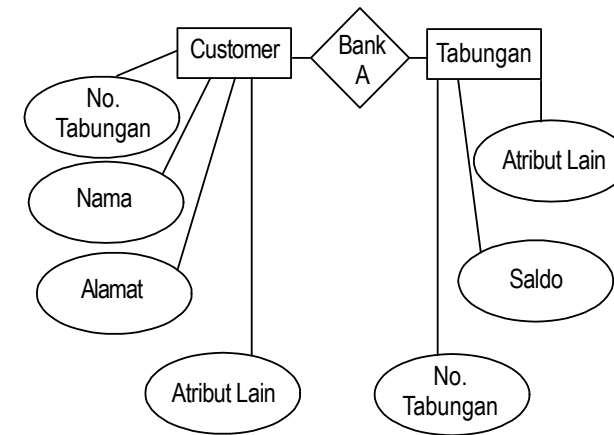 Customer
Bank
A
Tabungan
No.
Tabungan
Nama
Alamat
Atribut Lain
Atribut Lain
Saldo
No.
Tabungan